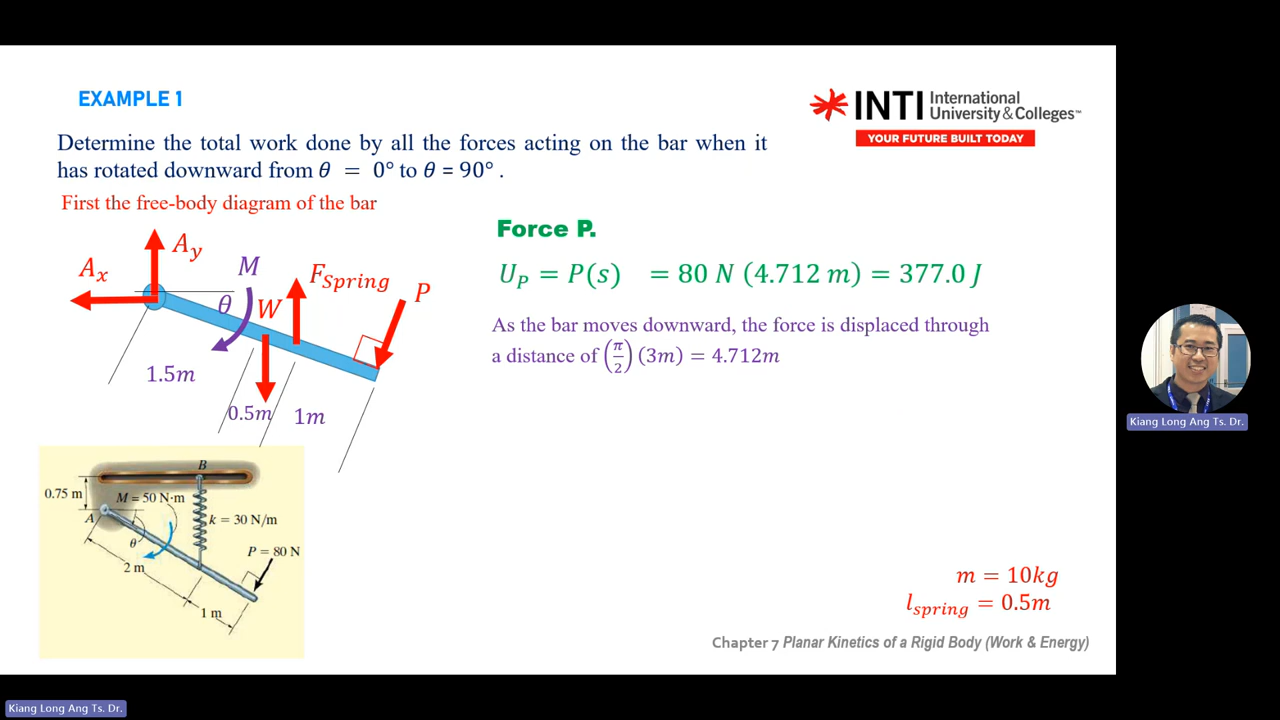 EXAMPLE 1
INTI International University & Colleges™
YOUR FUTURE BUILT TODAY
Determine the total work done by all the forces acting on the bar when it
has rotated downward from θ = 0° to θ = 90° .
First the free-body diagram of the bar
A_y
A_x
M
F_Spring
P
θ
W
1.5m
0.5m
1m
Force P.
U_P = P(s) = 80 N (4.712 m) = 377.0 J
As the bar moves downward, the force is displaced through
a distance of (π/2) (3m) = 4.712m
B
0.75 m
M = 50 N·m
A
k = 30 N/m
θ
P = 80 N
2 m
1 m
m = 10kg
l_spring = 0.5m
Chapter 7 Planar Kinetics of a Rigid Body (Work & Energy)
Kiang Long Ang Ts. Dr.
Kiang Long Ang Ts. Dr.